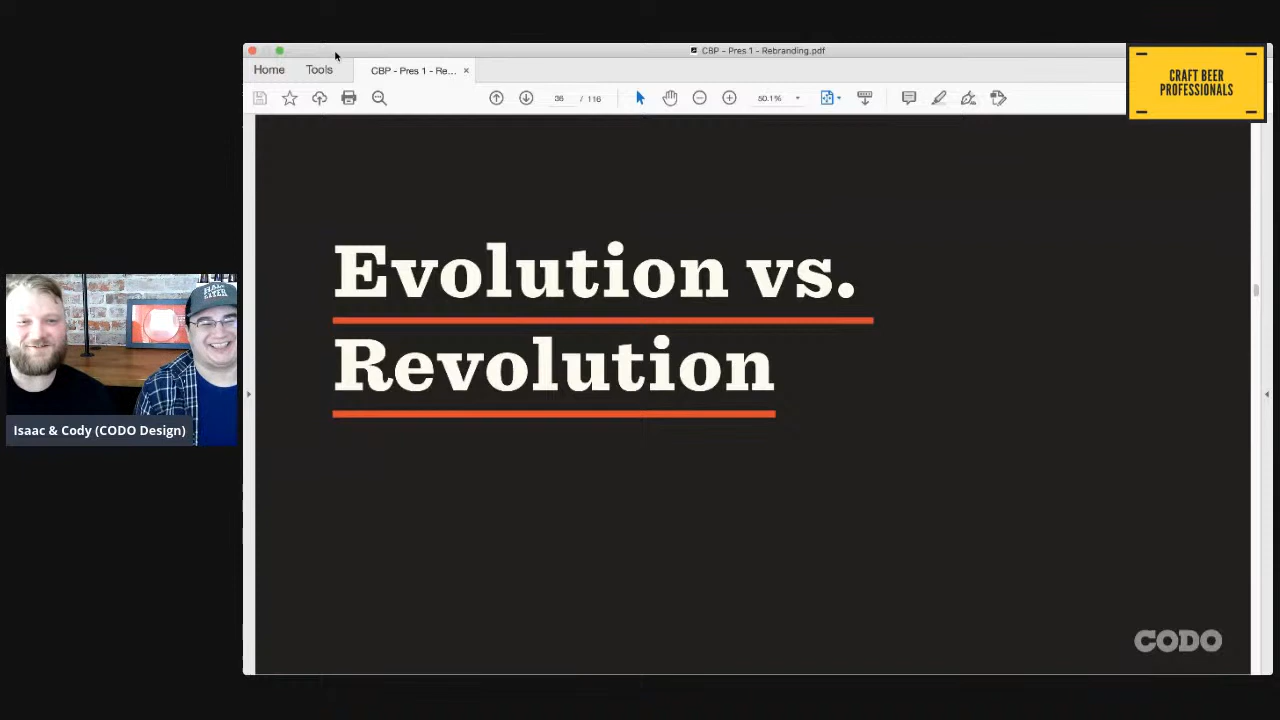 CBP - Pres 1 - Rebranding.pdf
Home Tools CBP - Pres 1 - Re... ×
36 / 116 50.1%
CRAFT BEER
PROFESSIONALS
Evolution vs.
Revolution
Isaac & Cody (CODO Design)
CODO